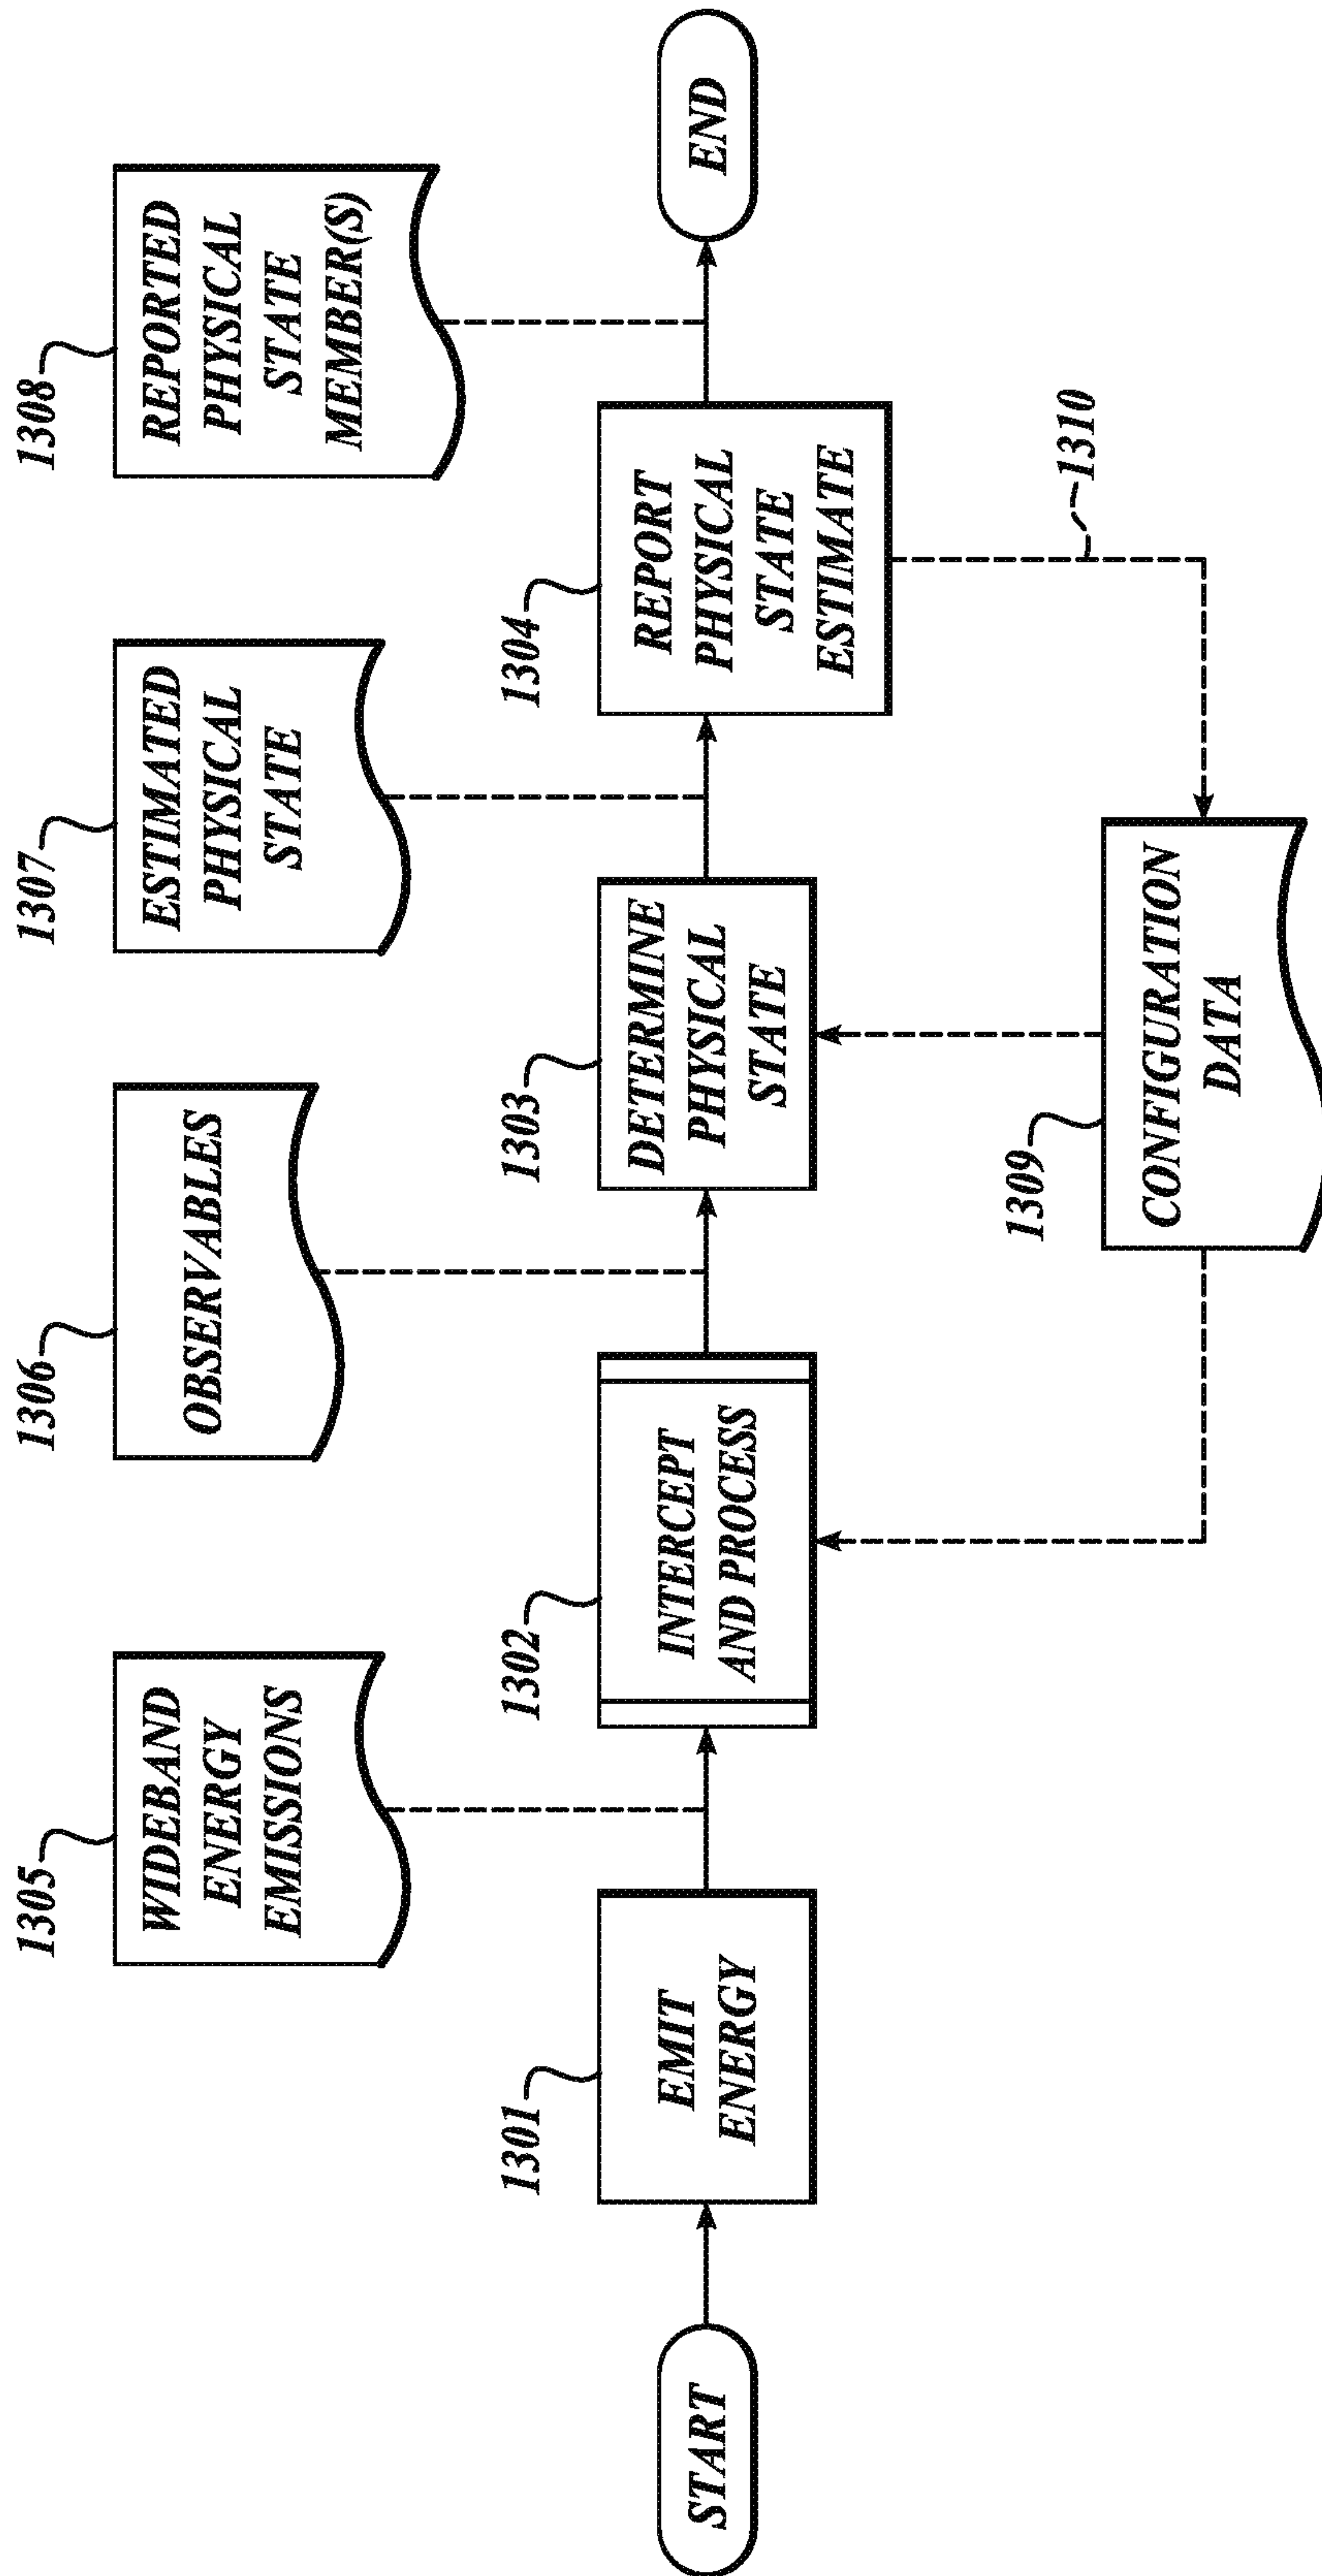 1305
WIDEBAND
ENERGY
EMISSIONS
1306
OBSERVABLES
1307
ESTIMATED
PHYSICAL
STATE
1308
REPORTED
PHYSICAL
STATE
MEMBER(S)
START
1301
EMIT
ENERGY
1302
INTERCEPT
AND PROCESS
1303
DETERMINE
PHYSICAL
STATE
1304
REPORT
PHYSICAL
STATE
ESTIMATE
END
1309
CONFIGURATION
DATA
1310